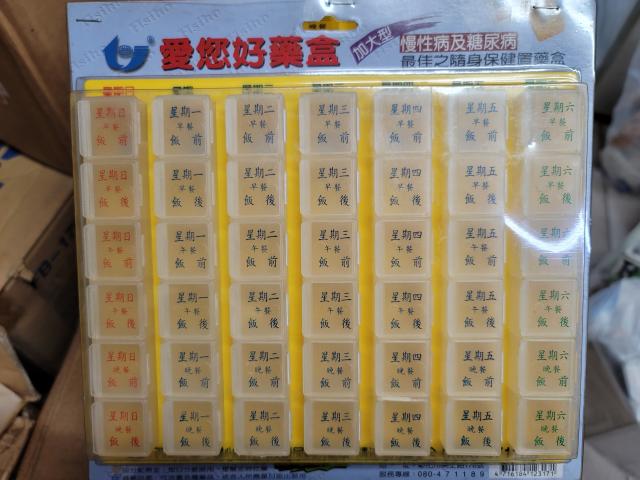 晚餐
愛您好藥盒
加大型
慢性病及糖尿病
最佳之隨身保健置藥盒
星期日 星期一 星期二 星期三 星期四 星期五 星期六
早餐 早餐 早餐 早餐 早餐 早餐 早餐
飯前 飯前 飯前 飯前 飯前 飯前 飯前
星期日 星期一 星期二 星期三 星期四 星期五 星期六
早餐 早餐 早餐 早餐 早餐 早餐 早餐
飯後 飯後 飯後 飯後 飯後 飯後 飯後
星期日 星期一 星期二 星期三 星期四 星期五 星期六
午餐 午餐 午餐 午餐 午餐 午餐 午餐
飯前 飯前 飯前 飯前 飯前 飯前 飯前
星期日 星期一 星期二 星期三 星期四 星期五 星期六
午餐 午餐 午餐 午餐 午餐 午餐 午餐
飯後 飯後 飯後 飯後 飯後 飯後 飯後
星期日 星期一 星期二 星期三 星期四 星期五 星期六
晚餐 晚餐 晚餐 晚餐 晚餐 晚餐 晚餐
飯前 飯前 飯前 飯前 飯前 飯前 飯前
星期日 星期一 星期二 星期三 星期四 星期五 星期六
晚餐 晚餐 晚餐 晚餐 晚餐 晚餐 晚餐
飯後 飯後 飯後 飯後 飯後 飯後 飯後
服務專線：080-471189
4 716184 123171